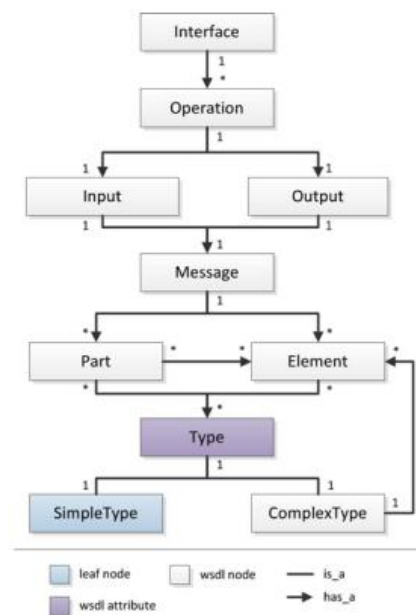 Interface
1
*
Operation
1
1 1
Input Output
1 1
1
Message
1
* *
*
Part * * Element
* *
*
Type
1
1 1
SimpleType ComplexType 1
leaf node wsdl node is_a
wsdl attribute has_a